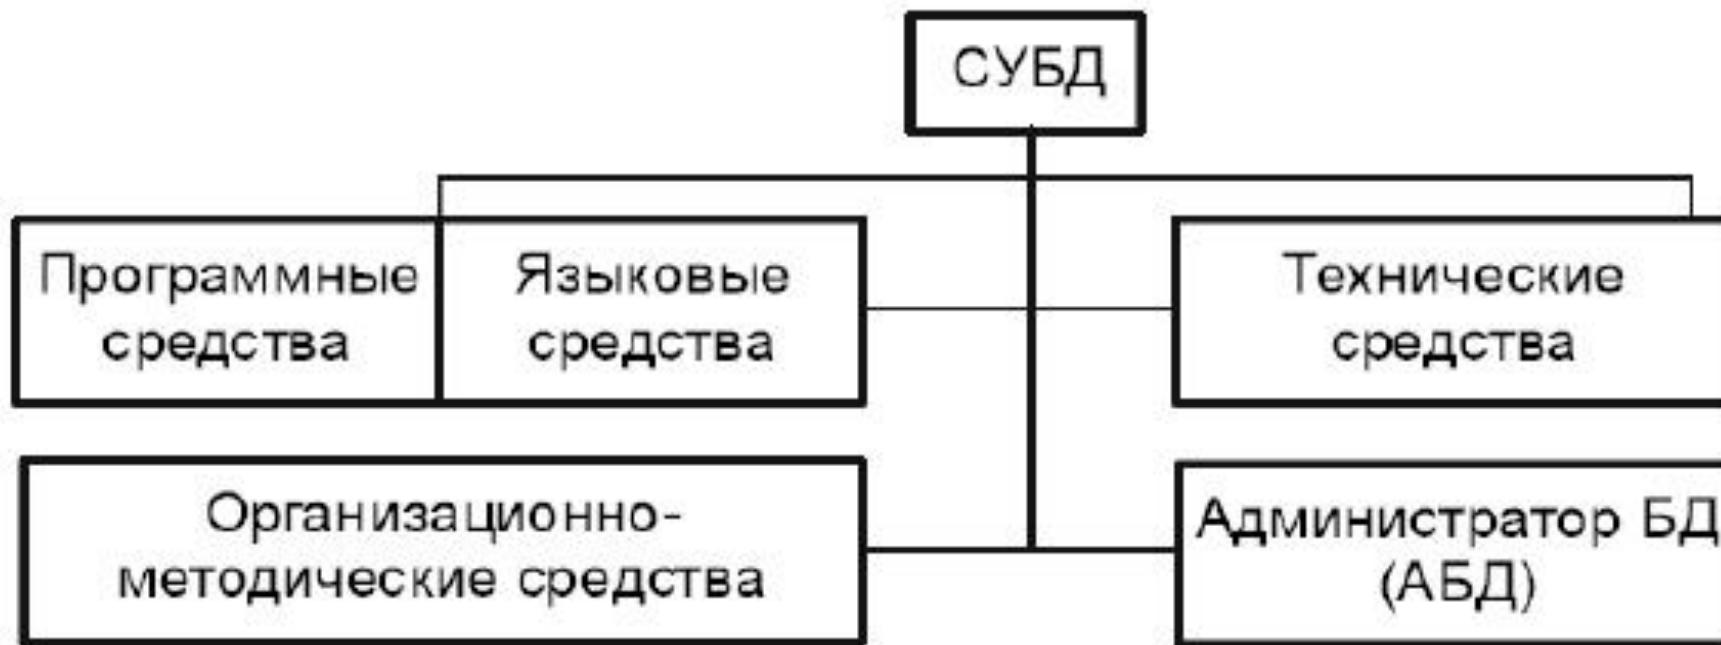 СУБД
Программные
средства
Языковые
средства
Технические
средства
Организационно-
методические средства
Администратор БД
(АБД)